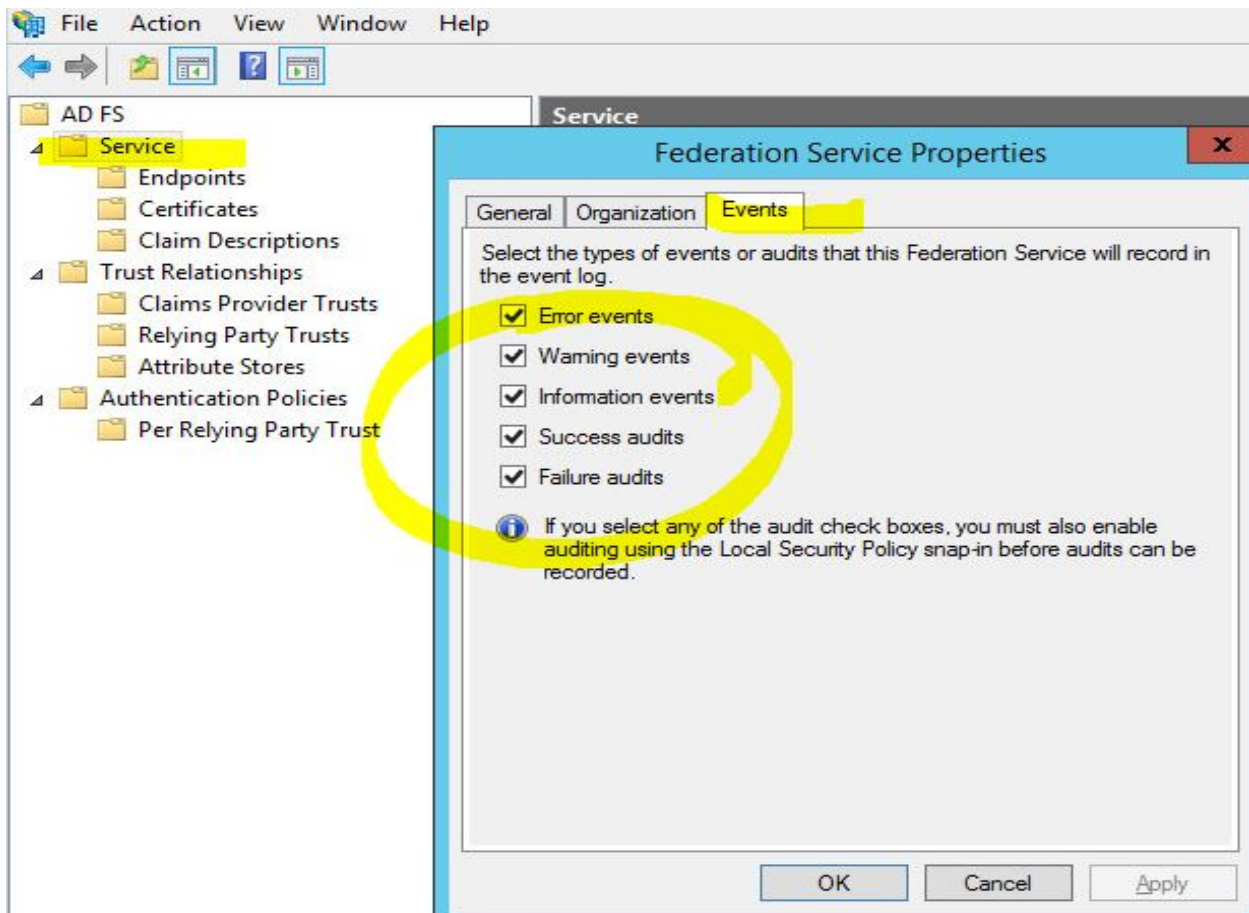 File Action View Window Help
AD FS
Service
Endpoints
Certificates
Claim Descriptions
Trust Relationships
Claims Provider Trusts
Relying Party Trusts
Attribute Stores
Authentication Policies
Per Relying Party Trust
Service
Federation Service Properties
x
General Organization Events
Select the types of events or audits that this Federation Service will record in
the event log.
Error events
Warning events
Information events
Success audits
Failure audits
If you select any of the audit check boxes, you must also enable
auditing using the Local Security Policy snap-in before audits can be
recorded.
OK Cancel Apply